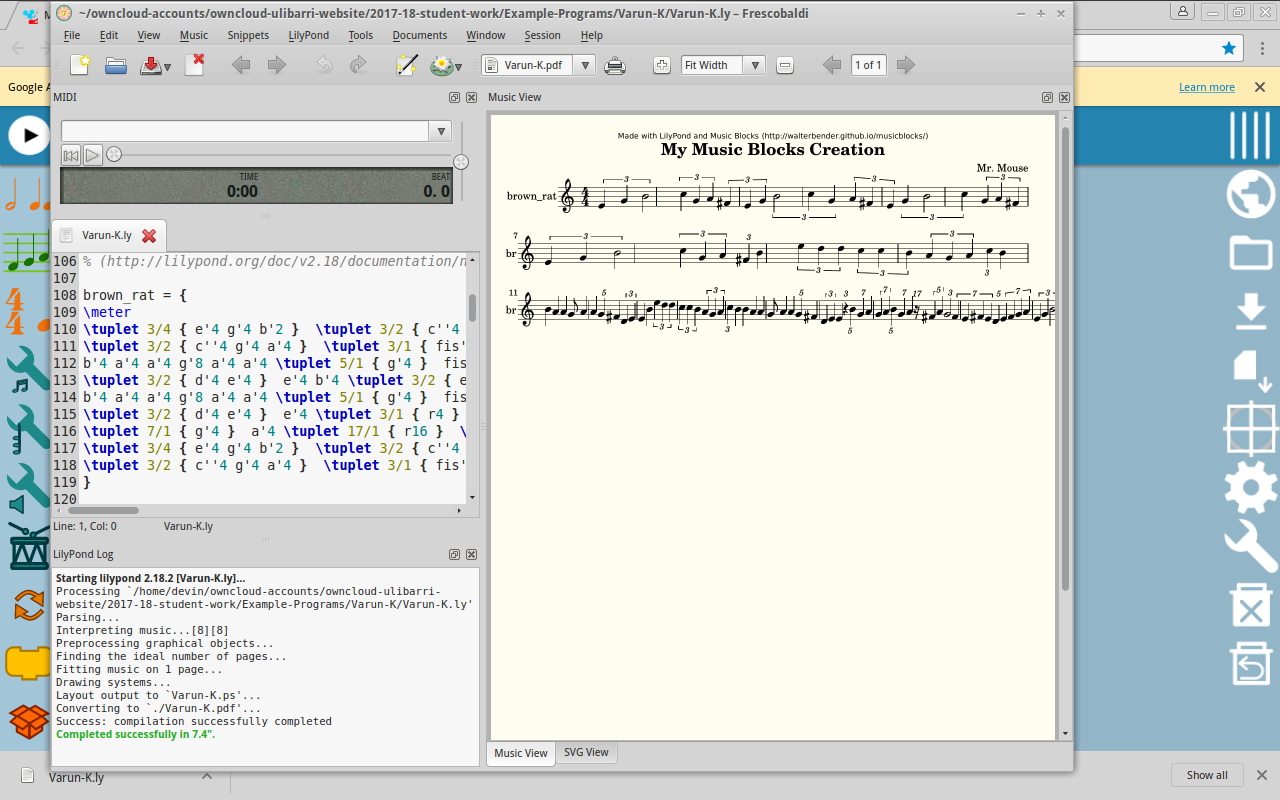 ~/owncloud-accounts/owncloud-ulibarri-website/2017-18-student-work/Example-Programs/Varun-K/Varun-K.ly – Frescobaldi
File Edit View Music Snippets LilyPond Tools Documents Window Session Help
Varun-K.pdf Fit Width 1 of 1
Google A
Learn more
MIDI
TIME BEAT
0:00 0. 0
Varun-K.ly
106 % (http://lilypond.org/doc/v2.18/documentation/n
107
108 brown_rat = {
109 \meter
110 \tuplet 3/4 { e'4 g'4 b'2 }  \tuplet 3/2 { c''4
111 \tuplet 3/2 { c''4 g'4 a'4 }  \tuplet 3/1 { fis'
112 b'4 a'4 a'4 g'8 a'4 a'4 \tuplet 5/1 { g'4 }  fis
113 \tuplet 3/2 { d'4 e'4 }  e'4 b'4 \tuplet 3/2 { e
114 b'4 a'4 a'4 g'8 a'4 a'4 \tuplet 5/1 { g'4 }  fis
115 \tuplet 3/2 { d'4 e'4 }  e'4 \tuplet 3/1 { r4 }
116 \tuplet 7/1 { g'4 }  a'4 \tuplet 17/1 { r16 }  \
117 \tuplet 3/4 { e'4 g'4 b'2 }  \tuplet 3/2 { c''4
118 \tuplet 3/2 { c''4 g'4 a'4 }  \tuplet 3/1 { fis'
119 }
120
Line: 1, Col: 0 Varun-K.ly
LilyPond Log
Starting lilypond 2.18.2 [Varun-K.ly]...
Processing `/home/devin/owncloud-accounts/owncloud-ulibarri-
website/2017-18-student-work/Example-Programs/Varun-K/Varun-K.ly'
Parsing...
Interpreting music...[8][8]
Preprocessing graphical objects...
Finding the ideal number of pages...
Fitting music on 1 page...
Drawing systems...
Layout output to `Varun-K.ps'...
Converting to `./Varun-K.pdf'...
Success: compilation successfully completed
Completed successfully in 7.4".
Music View
Made with LilyPond and Music Blocks (http://walterbender.github.io/musicblocks/)
My Music Blocks Creation
Mr. Mouse
brown_rat
7
br
11
br
Music View SVG View
Varun-K.ly
Show all